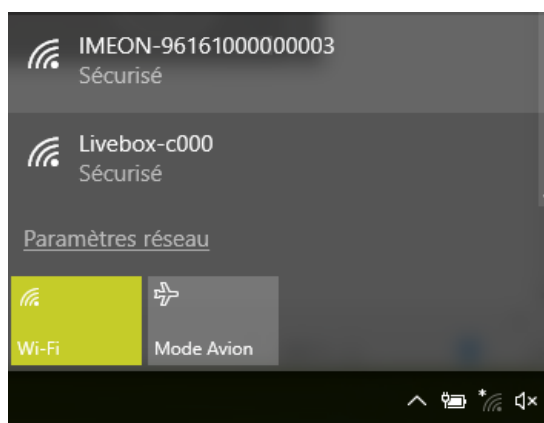 IMEON-96161000000003
Sécurisé
Livebox-c000
Sécurisé
Paramètres réseau
Wi-Fi
Mode Avion